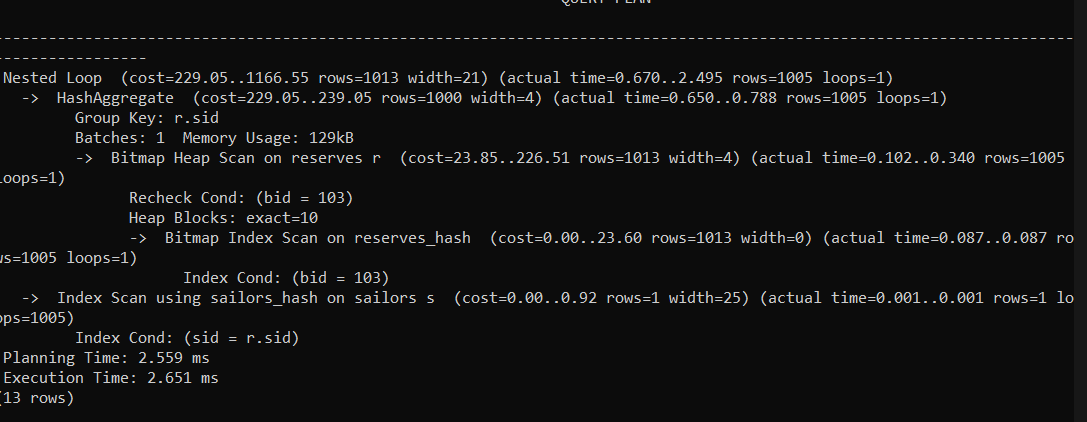 QUERY PLAN
--------------------------------------------------------------------------------------------------------------------------
-----------------
Nested Loop  (cost=229.05..1166.55 rows=1013 width=21) (actual time=0.670..2.495 rows=1005 loops=1)
  ->  HashAggregate  (cost=229.05..239.05 rows=1000 width=4) (actual time=0.650..0.788 rows=1005 loops=1)
        Group Key: r.sid
        Batches: 1  Memory Usage: 129kB
        ->  Bitmap Heap Scan on reserves r  (cost=23.85..226.51 rows=1013 width=4) (actual time=0.102..0.340 rows=1005
loops=1)
              Recheck Cond: (bid = 103)
              Heap Blocks: exact=10
              ->  Bitmap Index Scan on reserves_hash  (cost=0.00..23.60 rows=1013 width=0) (actual time=0.087..0.087 ro
ws=1005 loops=1)
                    Index Cond: (bid = 103)
  ->  Index Scan using sailors_hash on sailors s  (cost=0.00..0.92 rows=1 width=25) (actual time=0.001..0.001 rows=1 lo
ops=1005)
        Index Cond: (sid = r.sid)
Planning Time: 2.559 ms
Execution Time: 2.651 ms
(13 rows)